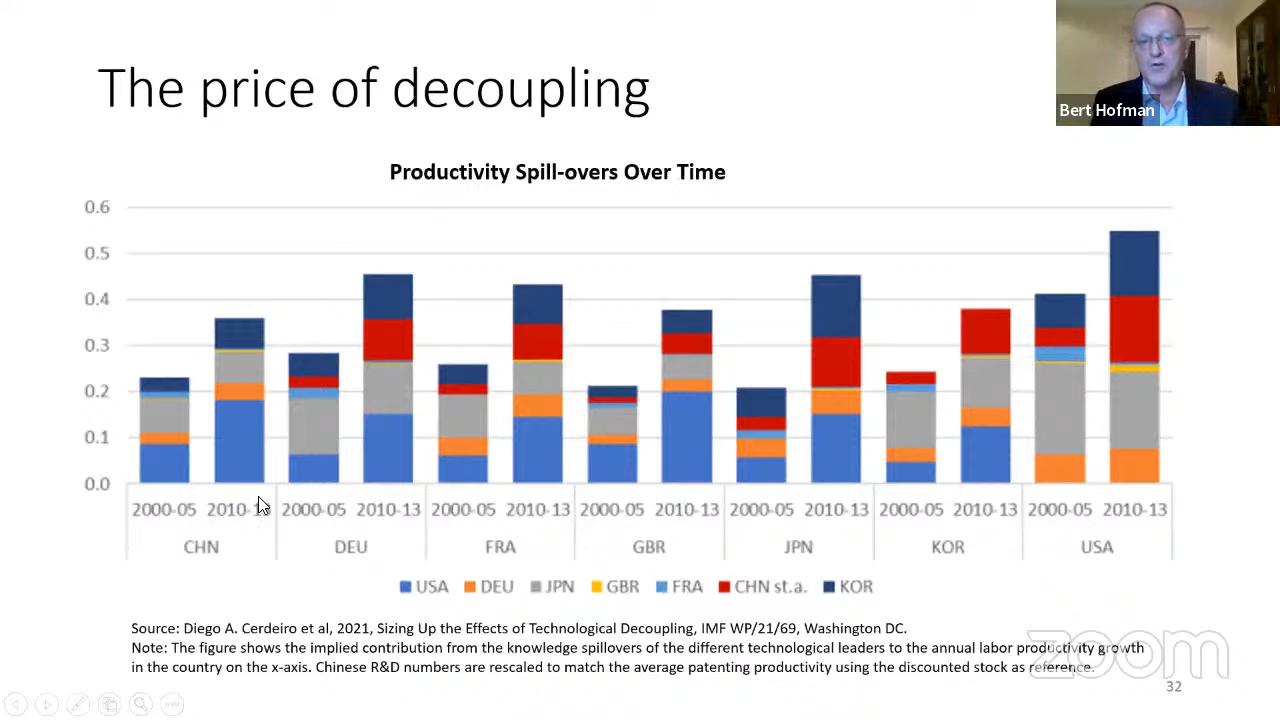 The price of decoupling
Bert Hofman
Productivity Spill-overs Over Time
0.6
0.5
0.4
0.3
0.2
0.1
0.0
2000-05 2010-1 2000-05 2010-13 2000-05 2010-13 2000-05 2010-13 2000-05 2010-13 2000-05 2010-13 2000-05 2010-13
CHN DEU FRA GBR JPN KOR USA
USA DEU JPN GBR FRA CHN st.a. KOR
Source: Diego A. Cerdeiro et al, 2021, Sizing Up the Effects of Technological Decoupling, IMF WP/21/69, Washington DC.
Note: The figure shows the implied contribution from the knowledge spillovers of the different technological leaders to the annual labor productivity growth
in the country on the x-axis. Chinese R&D numbers are rescaled to match the average patenting productivity using the discounted stock as reference.
zoom
32